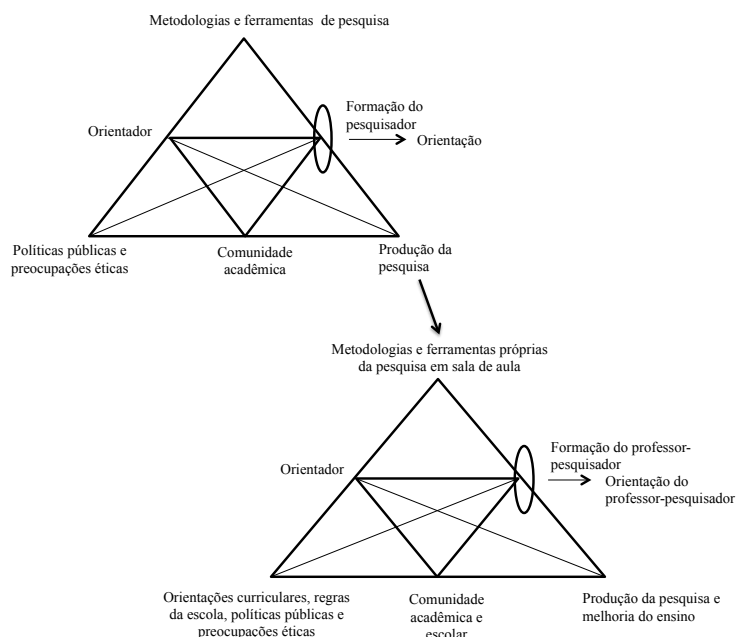 Metodologias e ferramentas de pesquisa
Formação do
pesquisador
Orientador
Orientação
Políticas públicas e
preocupações éticas
Comunidade
acadêmica
Produção da
pesquisa
Metodologias e ferramentas próprias
da pesquisa em sala de aula
Formação do professor-
pesquisador
Orientador
Orientação do
professor-pesquisador
Orientações curriculares, regras
da escola, políticas públicas e
preocupações éticas
Comunidade
acadêmica e
escolar
Produção da pesquisa e
melhoria do ensino